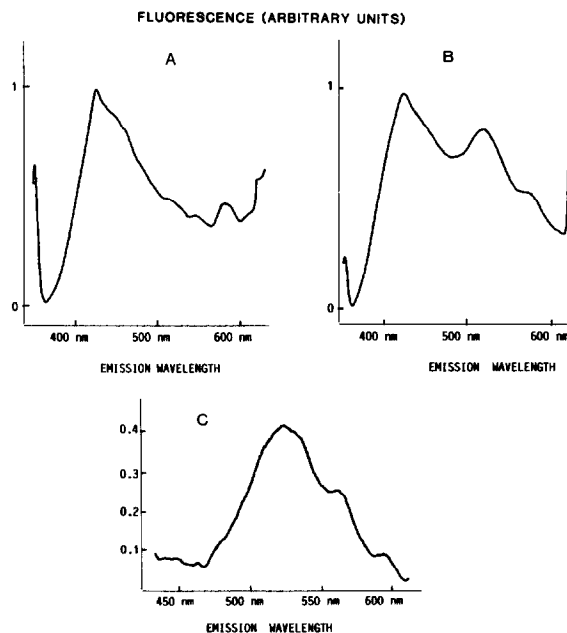 FLUORESCENCE (ARBITRARY UNITS)
A
1
0
400 nm 500 nm 600 nm
EMISSION WAVELENGTH
B
1
0
400 nm 500 nm 600 nm
EMISSION WAVELENGTH
C
0.4
0.3
0.2
0.1
450 nm 500 nm 550 nm 600 nm
EMISSION WAVELENGTH